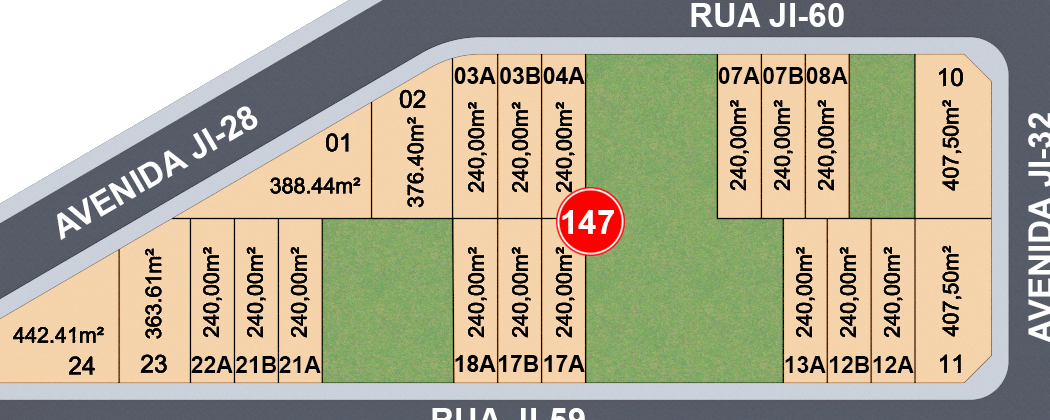 RUA JI-60
AVENIDA JI-28
AVENIDA JI-32
01
388.44m²
02
376.40m²
03A
240,00m²
03B
240,00m²
04A
240,00m²
07A
240,00m²
07B
240,00m²
08A
240,00m²
10
407,50m²
147
442.41m²
24
363.61m²
23
240,00m²
22A
240,00m²
21B
240,00m²
21A
240,00m²
18A
240,00m²
17B
240,00m²
17A
240,00m²
13A
240,00m²
12B
240,00m²
12A
407,50m²
11
RUA JI-59